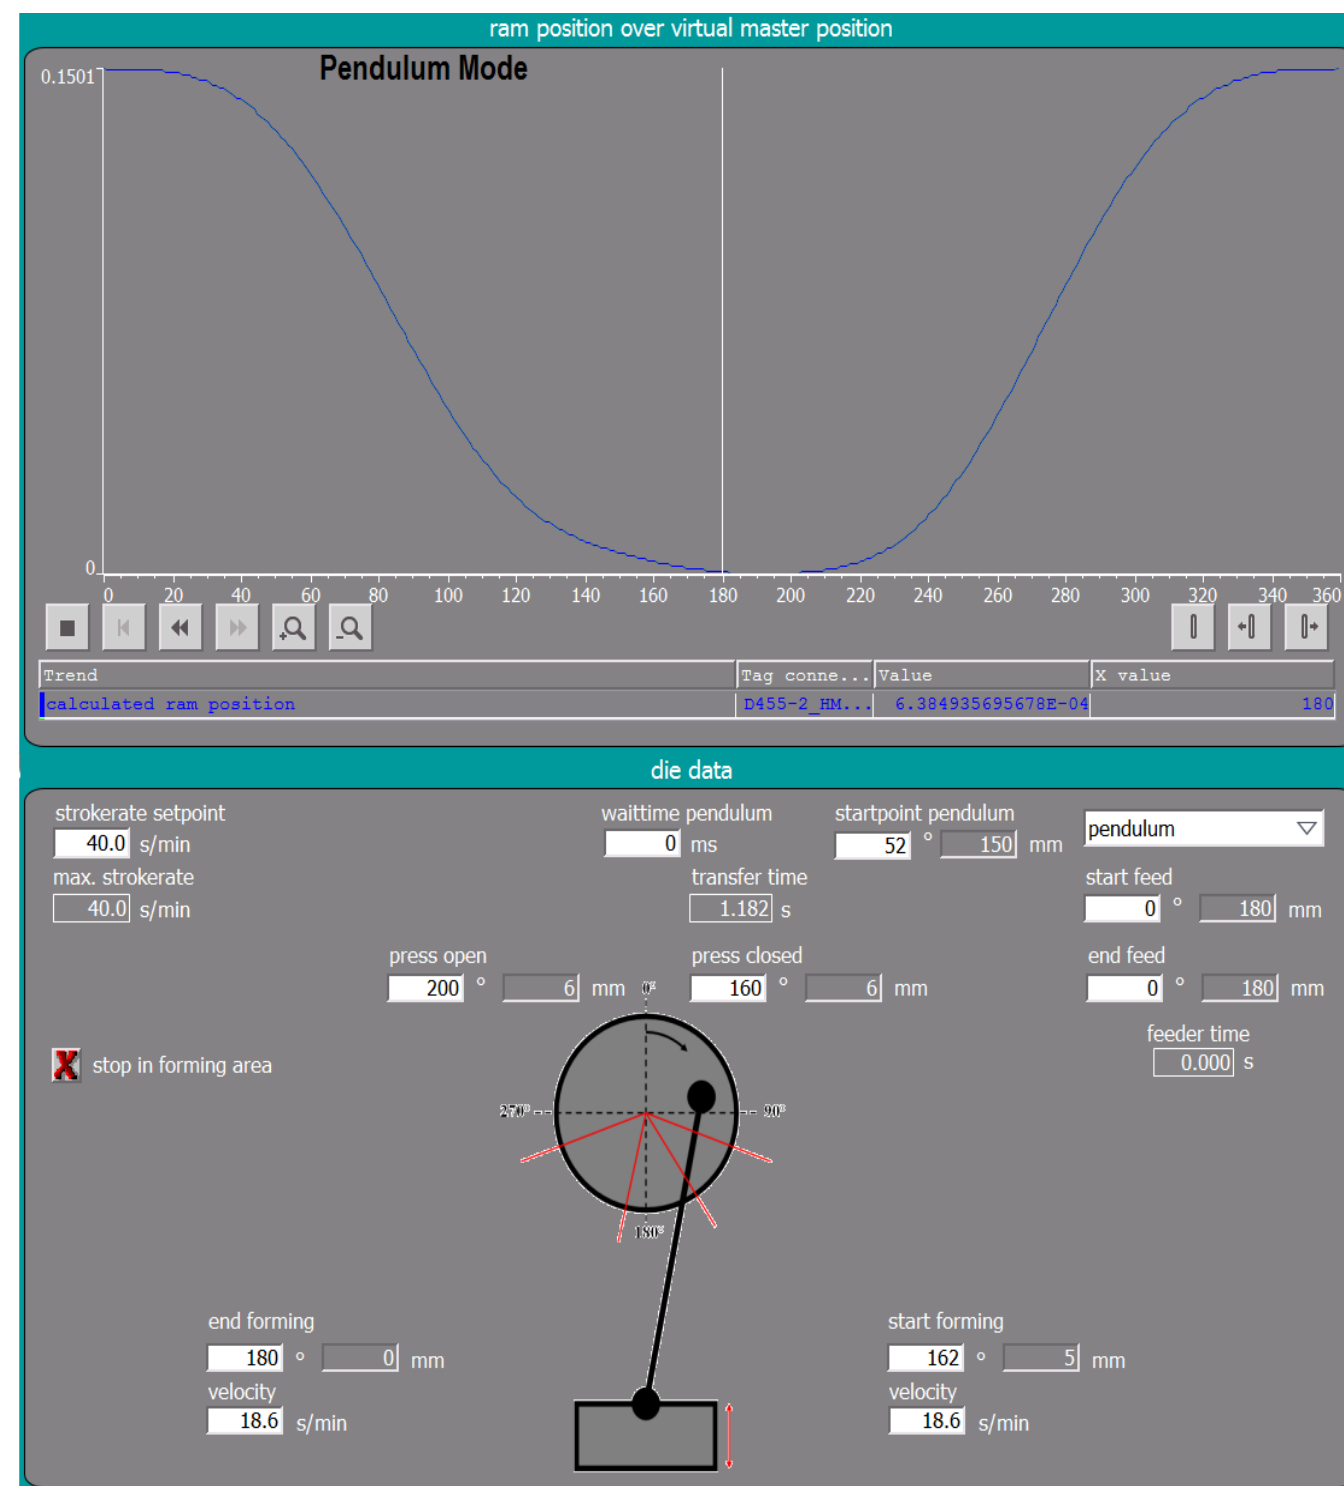 ram position over virtual master position
Pendulum Mode
0.1501
0
0 20 40 60 80 100 120 140 160 180 200 220 240 260 280 300 320 340 360
Trend Tag conne... Value X value
calculated ram position D455-2_HM... 6.384935695678E-04 180
die data
strokerate setpoint waittime pendulum startpoint pendulum
40.0 s/min 0 ms 52 ° 150 mm pendulum
max. strokerate transfer time start feed
40.0 s/min 1.182 s 0 ° 180 mm
press open press closed end feed
200 ° 6 mm 160 ° 6 mm 0 ° 180 mm
0°
feeder time
X stop in forming area 0.000 s
270° 90°
180°
end forming start forming
180 ° 0 mm 162 ° 5 mm
velocity velocity
18.6 s/min 18.6 s/min